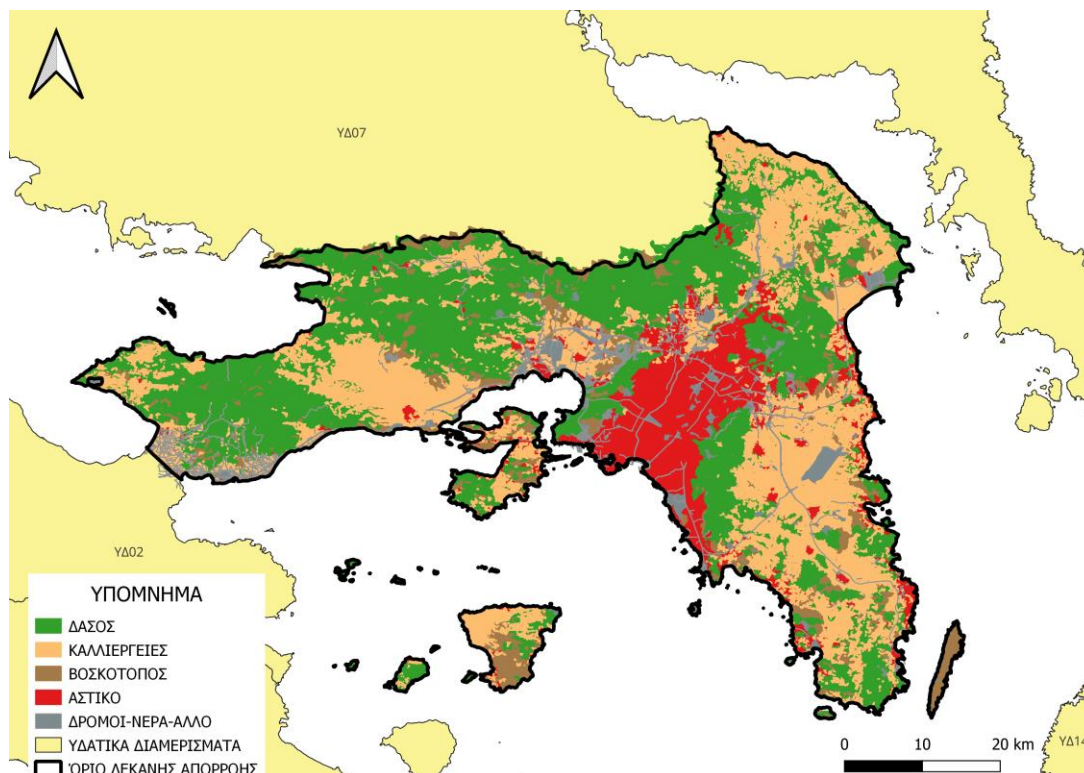 ΥΔ07
ΥΔ02
ΥΠΟΜΝΗΜΑ
ΔΑΣΟΣ
ΚΑΛΛΙΕΡΓΕΙΕΣ
ΒΟΣΚΟΤΟΠΟΣ
ΑΣΤΙΚΟ
ΔΡΟΜΟΙ-ΝΕΡΑ-ΑΛΛΟ
ΥΔΑΤΙΚΑ ΔΙΑΜΕΡΙΣΜΑΤΑ
ΌΡΙΟ ΛΕΚΑΝΗΣ ΑΠΟΡΡΟΗΣ
0 10 20 km
ΥΔ14